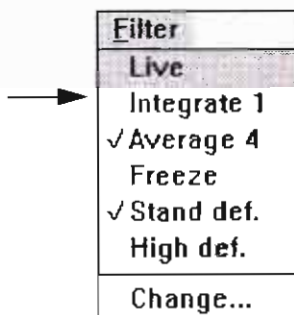 Filter
Live
Integrate 1
√ Average 4
Freeze
√ Stand def.
High def.
Change...